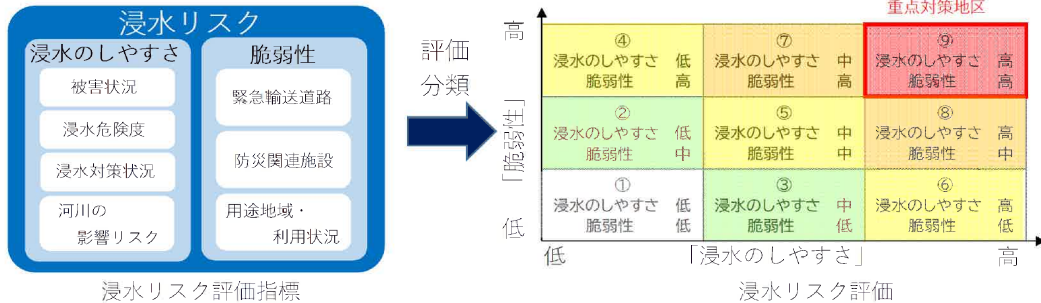 浸水リスク
浸水のしやすさ
被害状況
浸水危険度
浸水対策状況
河川の
影響リスク
脆弱性
緊急輸送道路
防災関連施設
用途地域・
利用状況
浸水リスク評価指標
評価
分類
重点対策地区
高
「脆弱性」
低
④
浸水のしやすさ 低
脆弱性 高
⑦
浸水のしやすさ 中
脆弱性 高
⑨
浸水のしやすさ 高
脆弱性 高
②
浸水のしやすさ 低
脆弱性 中
⑤
浸水のしやすさ 中
脆弱性 中
⑧
浸水のしやすさ 高
脆弱性 中
①
浸水のしやすさ 低
脆弱性 低
③
浸水のしやすさ 中
脆弱性 低
⑥
浸水のしやすさ 高
脆弱性 低
低 「浸水のしやすさ」 高
浸水リスク評価